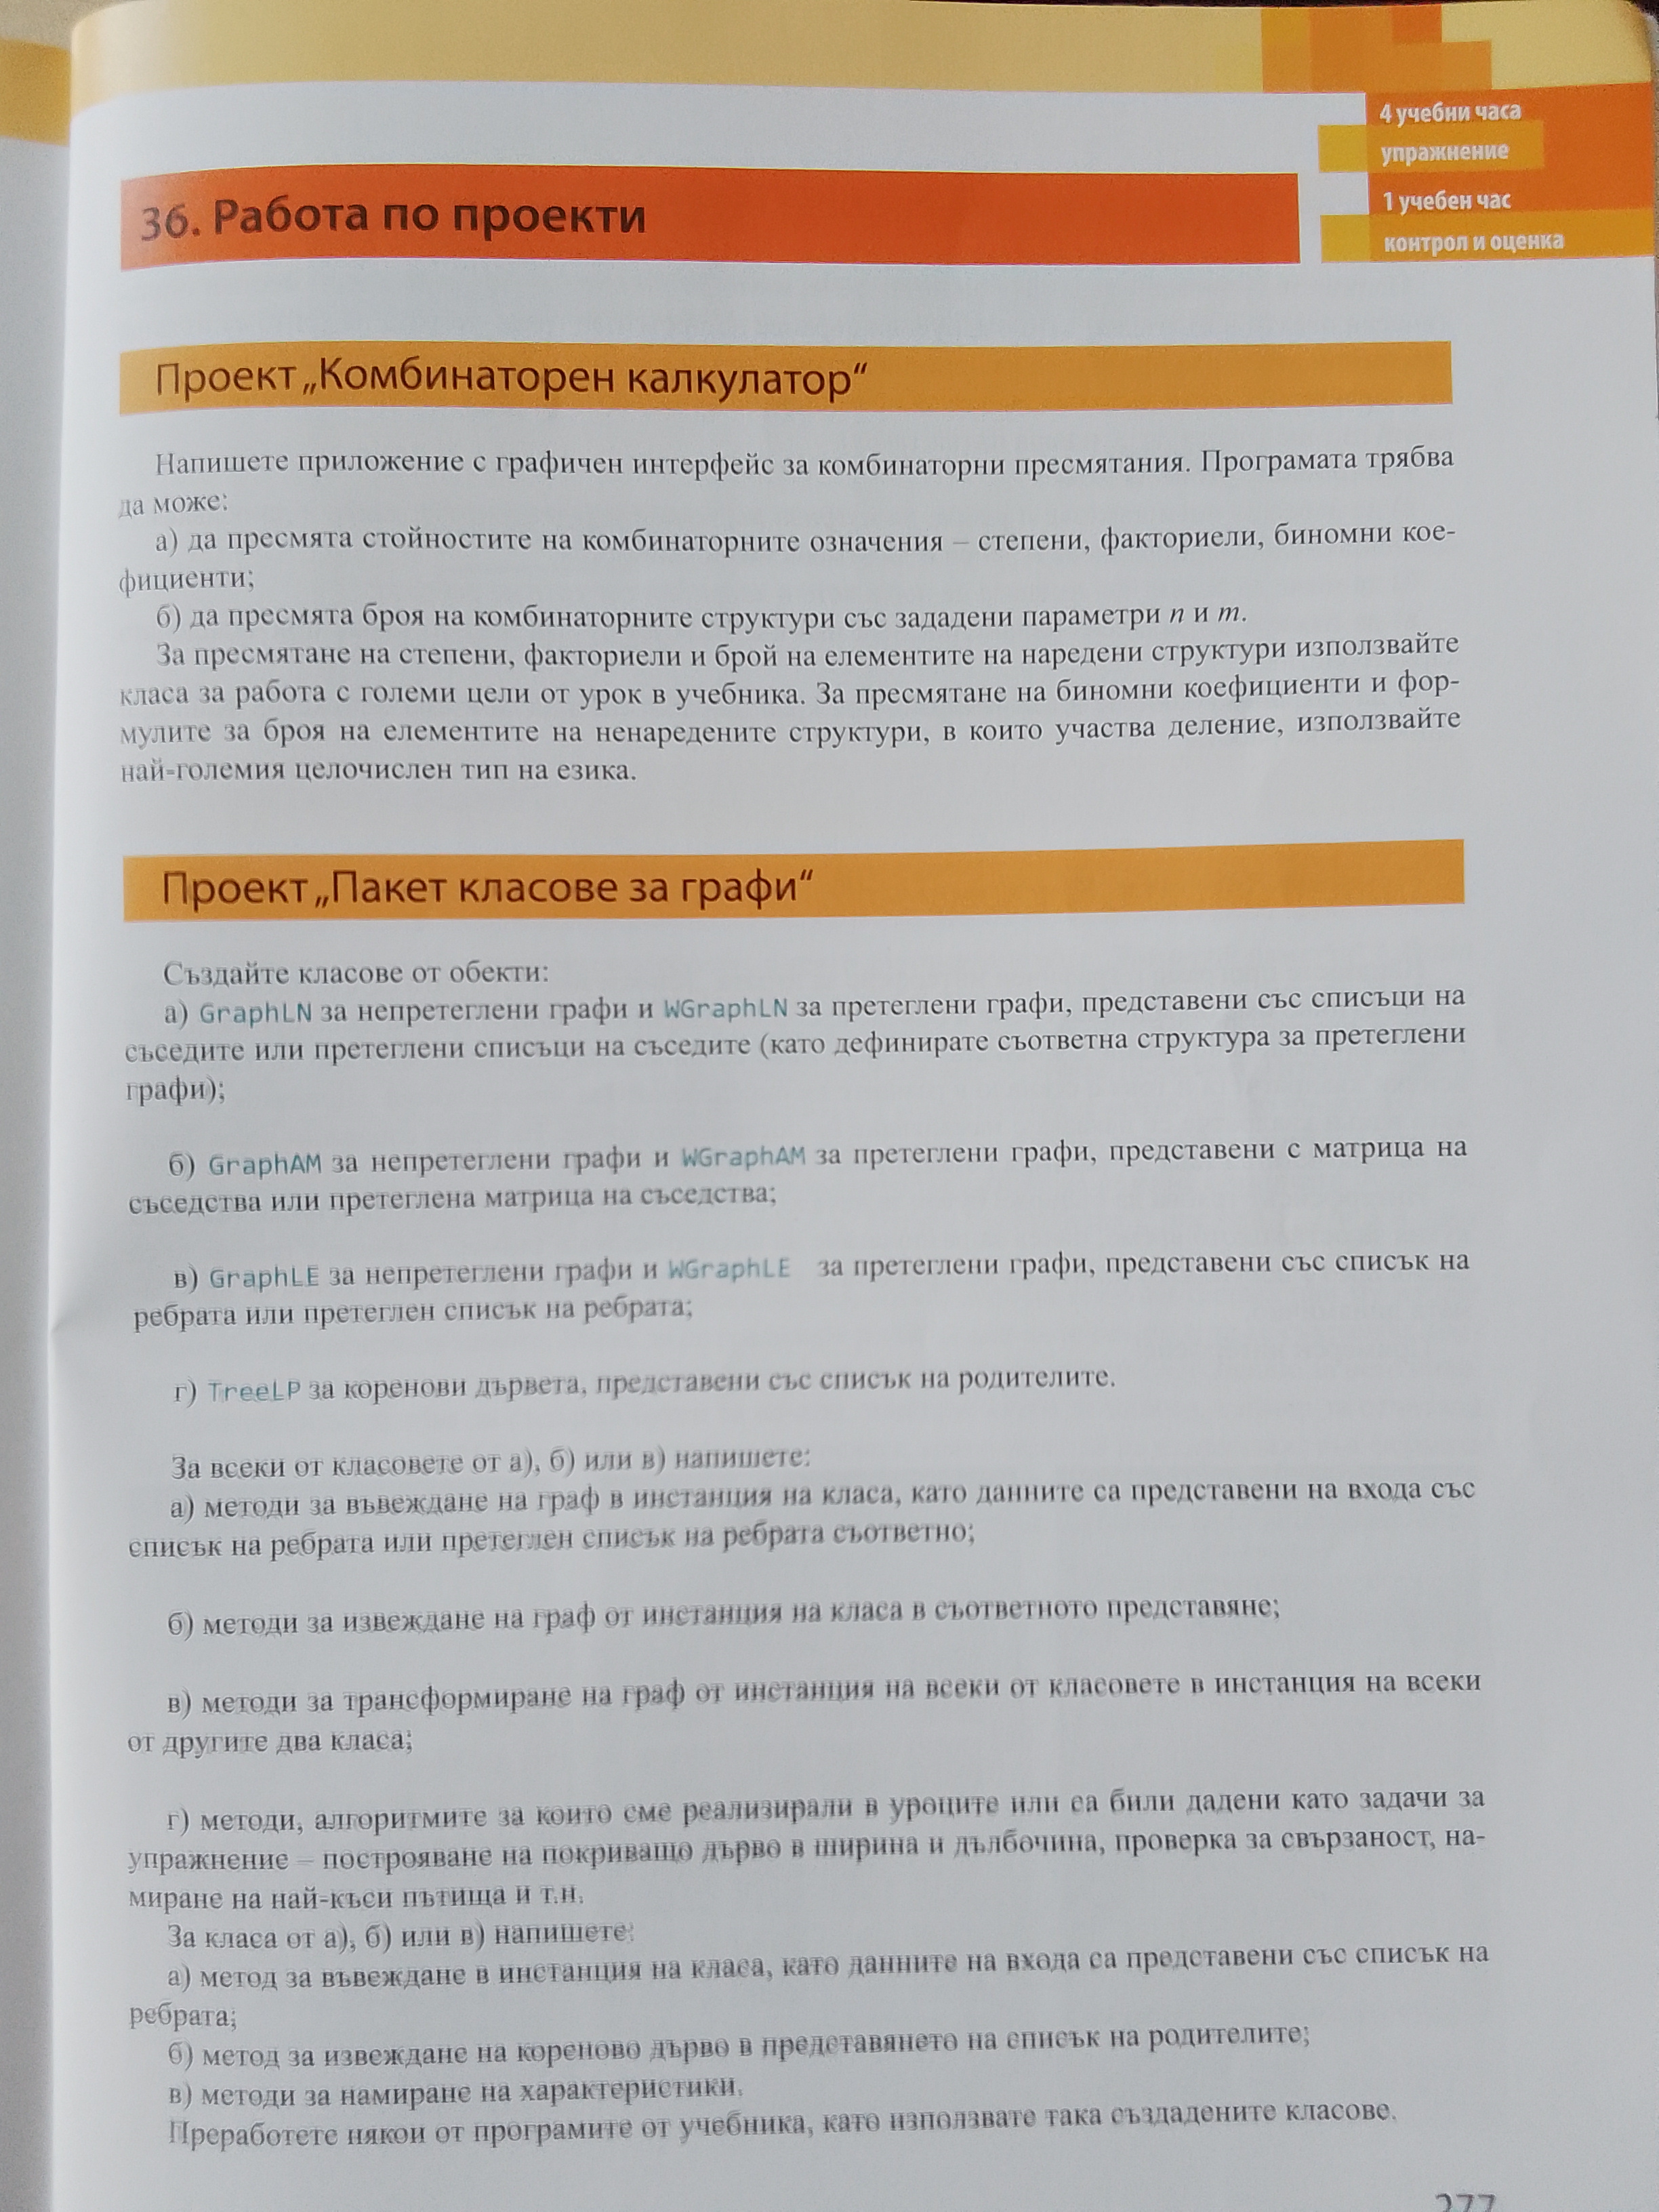 4 учебни часа
упражнение
1 учебен час
контрол и оценка
36. Работа по проекти
Проект „Комбинаторен калкулатор“
Напишете приложение с графичен интерфейс за комбинаторни пресмятания. Програмата трябва
да може:
а) да пресмята стойностите на комбинаторните означения – степени, факториели, биномни кое-
фициенти;
б) да пресмята броя на комбинаторните структури със зададени параметри n и m.
За пресмятане на степени, факториели и брой на елементите на наредени структури използвайте
класа за работа с големи цели от урок в учебника. За пресмятане на биномни коефициенти и фор-
мулите за броя на елементите на ненаредените структури, в които участва деление, използвайте
най-големия целочислен тип на езика.
Проект „Пакет класове за графи“
Създайте класове от обекти:
а) GraphLN за непретеглени графи и WGraphLN за претеглени графи, представени със списъци на
съседите или претеглени списъци на съседите (като дефинирате съответна структура за претеглени
графи);
б) GraphAM за непретеглени графи и WGraphAM за претеглени графи, представени с матрица на
съседства или претеглена матрица на съседства;
в) GraphLE за непретеглени графи и WGraphLE за претеглени графи, представени със списък на
ребрата или претеглен списък на ребрата;
г) TreeLP за коренови дървета, представени със списък на родителите.
За всеки от класовете от а), б) или в) напишете:
а) методи за въвеждане на граф в инстанция на класа, като данните са представени на входа със
списък на ребрата или претеглен списък на ребрата съответно;
б) методи за извеждане на граф от инстанция на класа в съответното представяне;
в) методи за трансформиране на граф от инстанция на всеки от класовете в инстанция на всеки
от другите два класа;
г) методи, алгоритмите за които сме реализирали в уроците или са били дадени като задачи за
упражнение – построяване на покриващо дърво в ширина и дълбочина, проверка за свързаност, на-
миране на най-къси пътища и т.н.
За класа от а), б) или в) напишете:
а) метод за въвеждане в инстанция на класа, като данните на входа са представени със списък на
ребрата;
б) метод за извеждане на кореново дърво в представянето на списък на родителите;
в) методи за намиране на характеристики.
Преработете някои от програмите от учебника, като използвате така създадените класове.
277